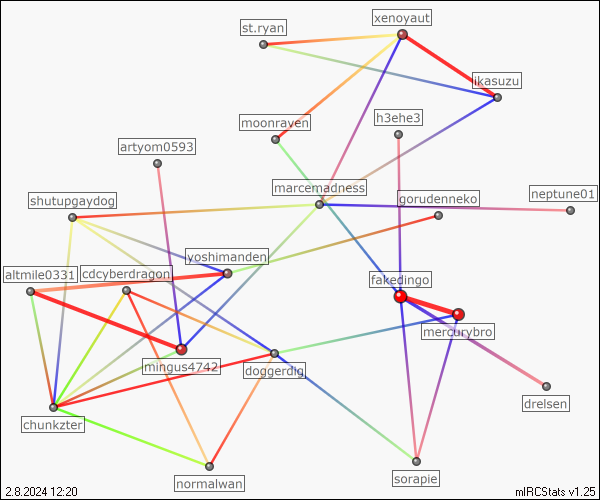 xenoyaut
st.ryan
ikasuzu
moonraven
h3ehe3
artyom0593
marcemadness
neptune01
shutupgaydog
gorudenneko
yoshimanden
altmile0331
cdcyberdragon
fakedingo
mercurybro
mingus4742
doggerdig
drelsen
chunkzter
normalwan
sorapie
2.8.2024 12:20
mIRCStats v1.25